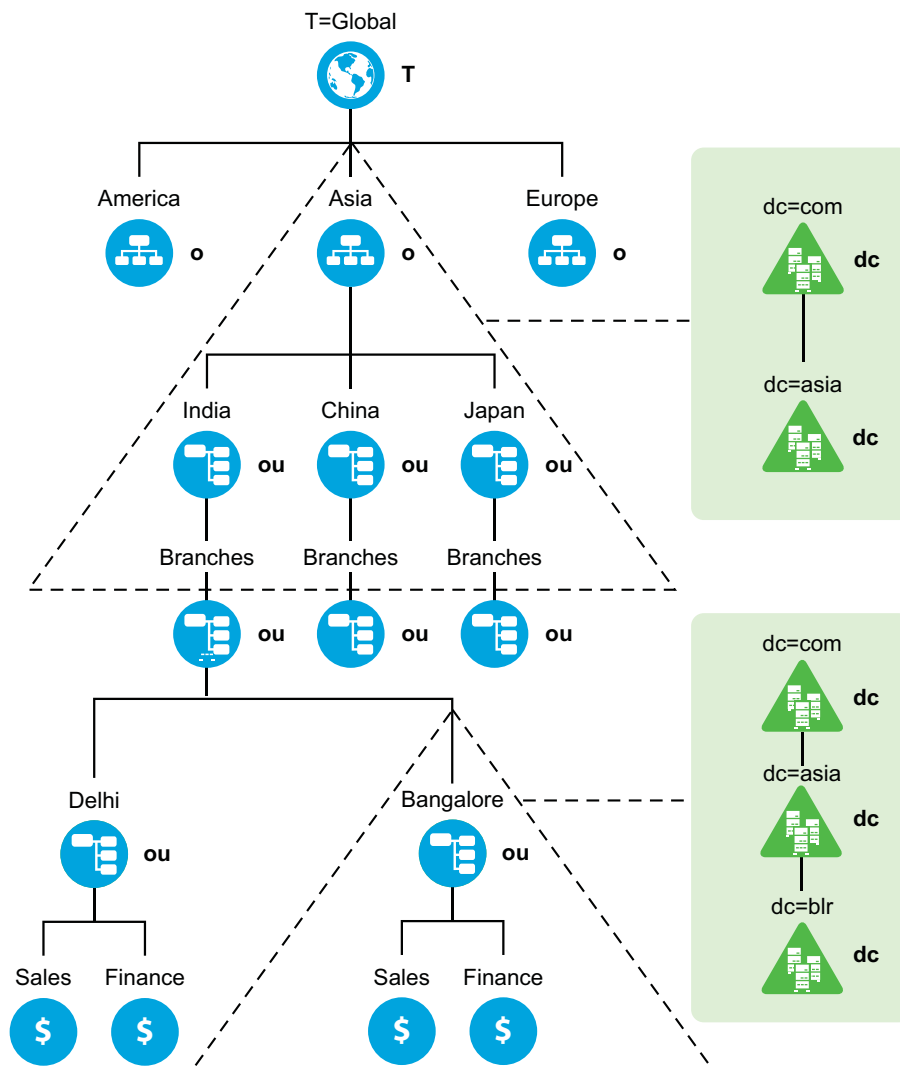 T=Global
T
America
Asia
Europe
o
o
o
India
China
Japan
ou
ou
ou
Branches
Branches
Branches
ou
ou
ou
Delhi
Bangalore
ou
ou
Sales
Finance
Sales
Finance
$
$
$
$
dc=com
dc
dc=asia
dc
dc=com
dc
dc=asia
dc
dc=blr
dc